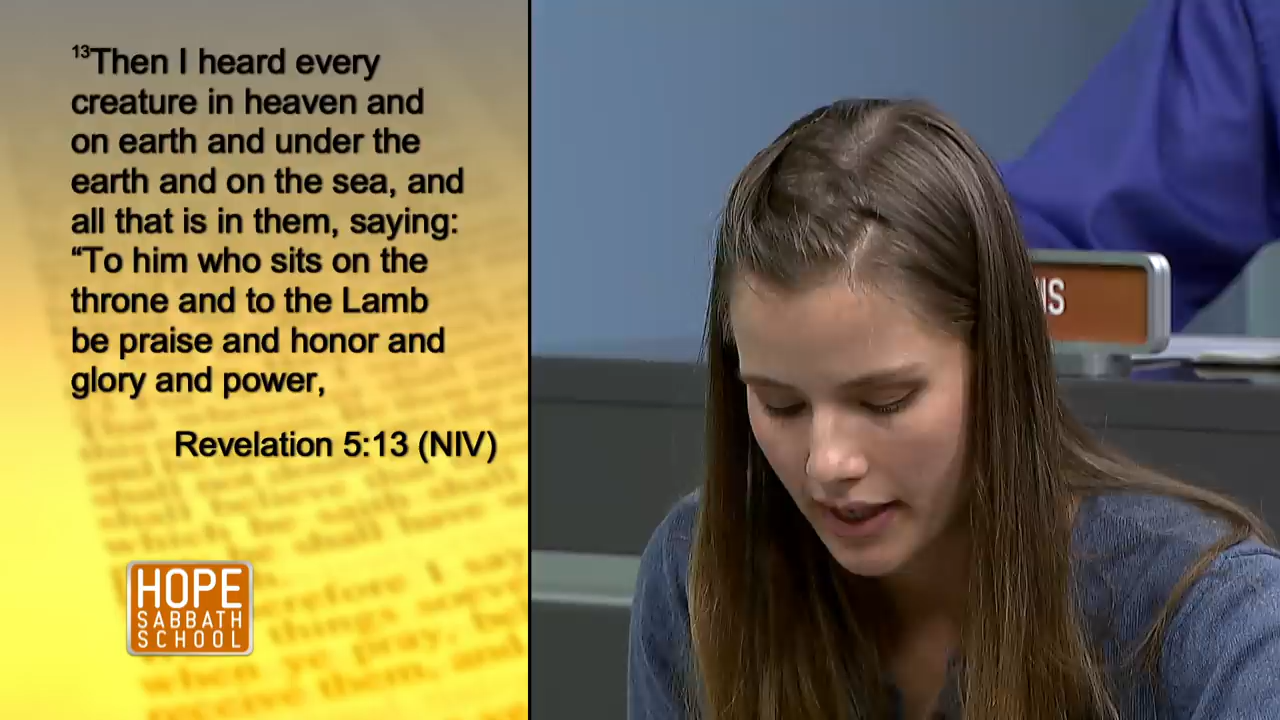 13Then I heard every
creature in heaven and
on earth and under the
earth and on the sea, and
all that is in them, saying:
“To him who sits on the
throne and to the Lamb
be praise and honor and
glory and power,
Revelation 5:13 (NIV)
HOPE
SABBATH
SCHOOL